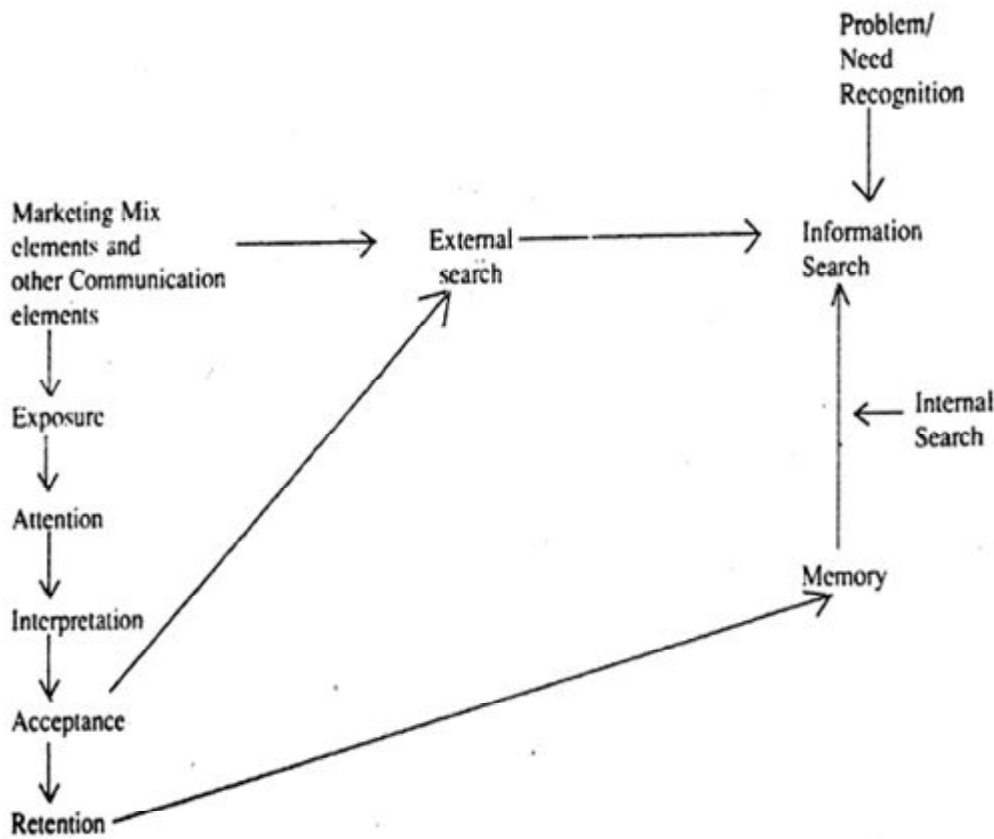 Problem/
Need
Recognition
Marketing Mix
elements and
other Communication
elements
External
search
Information
Search
Exposure
Internal
Search
Attention
Memory
Interpretation
Acceptance
Retention